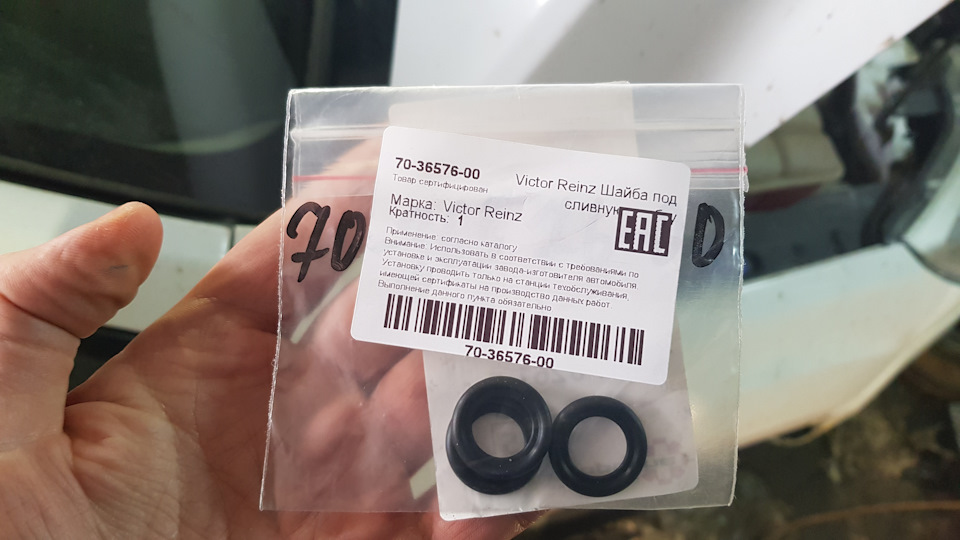 70-36576-00
Товар сертифицирован
Victor Reinz Шайба под
сливную
EAC
Марка: Victor Reinz
Кратность: 1
Применение: согласно каталогу
Внимание. Использовать в соответствии с требованиями по
установке и эксплуатации завода-изготовителя автомобиля.
Установку проводить только на станции техобслуживания,
имеющей сертификаты на производство данных работ.
Выполнение данного пункта обязательно
70-36576-00
70
D